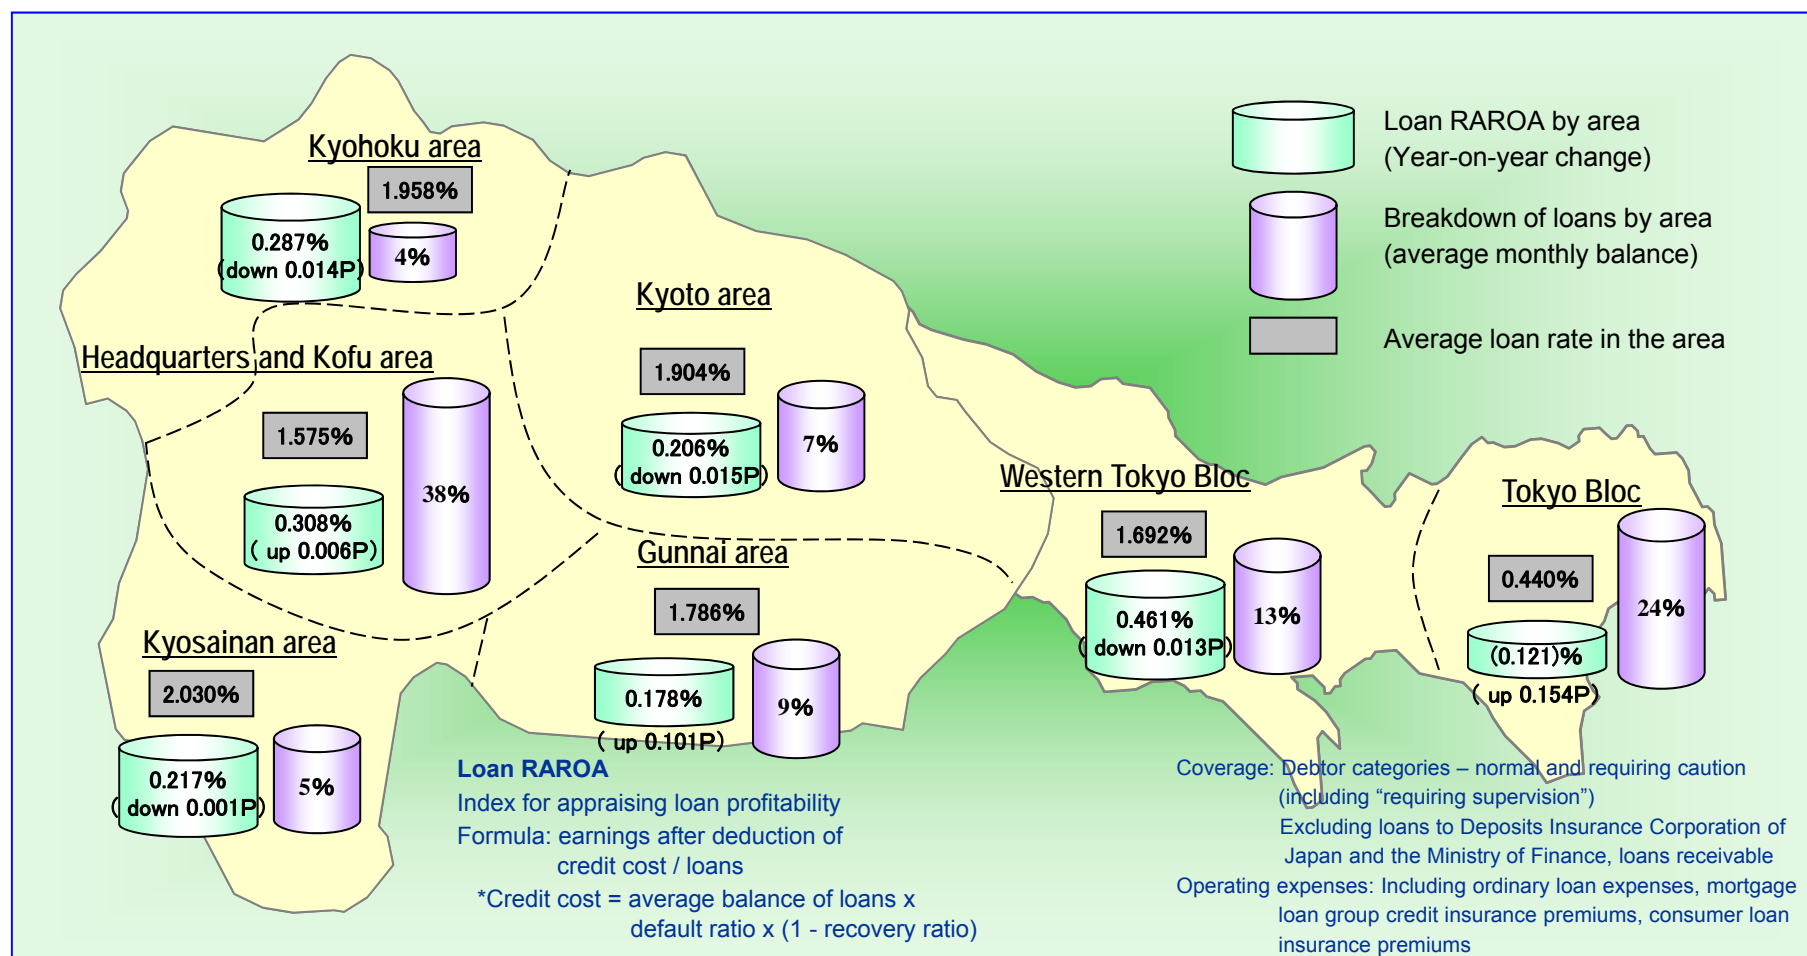 Kyohoku area
1.958%
0.287%
(down 0.014P)
4%
Loan RAROA by area
(Year-on-year change)
Breakdown of loans by area
(average monthly balance)
Average loan rate in the area
Kyoto area
1.904%
0.206%
( down 0.015P)
7%
Headquarters and Kofu area
1.575%
0.308%
( up 0.006P)
38%
Gunnai area
1.786%
0.178%
( up 0.101P)
9%
Western Tokyo Bloc
1.692%
0.461%
( down 0.013P)
13%
Tokyo Bloc
0.440%
(0.121)%
( up 0.154P)
24%
Kyosainan area
2.030%
0.217%
( down 0.001P)
5%
Loan RAROA
Index for appraising loan profitability
Formula: earnings after deduction of
credit cost / loans
*Credit cost = average balance of loans x
default ratio x (1 - recovery ratio)
Coverage: Debtor categories – normal and requiring caution
(including “requiring supervision”)
Excluding loans to Deposits Insurance Corporation of
Japan and the Ministry of Finance, loans receivable
Operating expenses: Including ordinary loan expenses, mortgage
loan group credit insurance premiums, consumer loan
insurance premiums